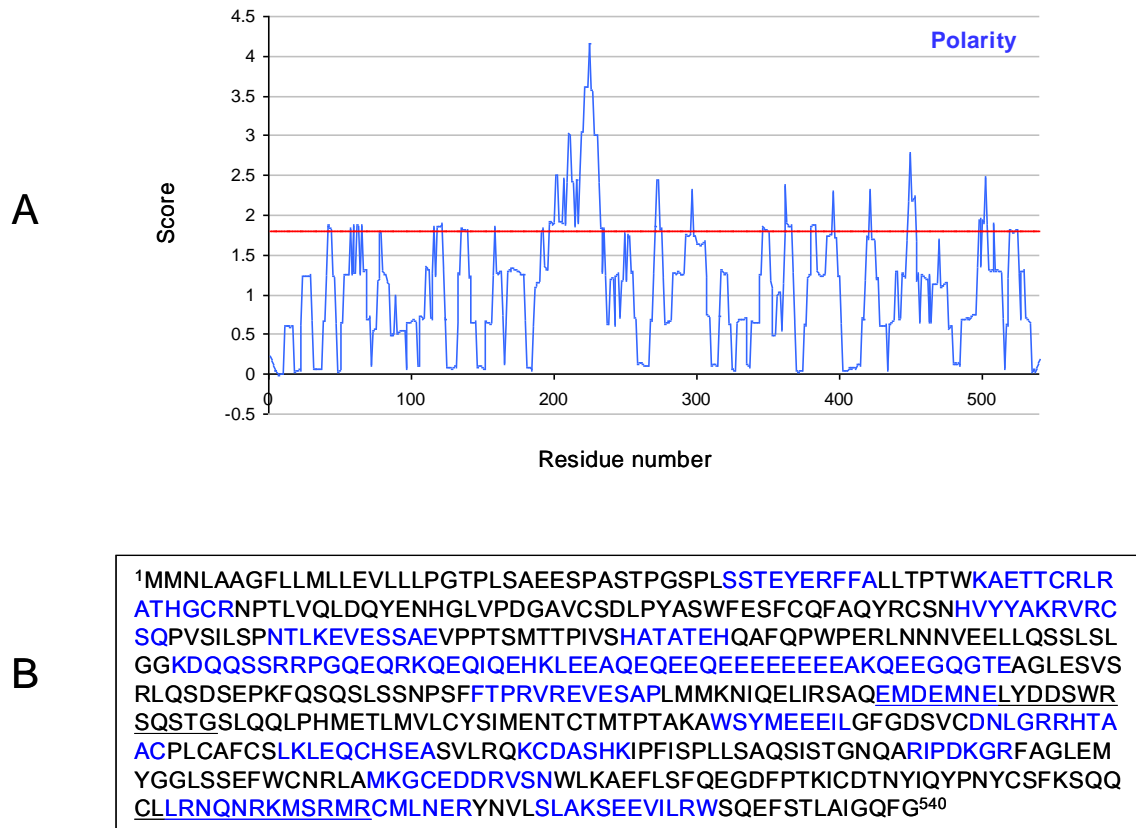 A
4.5
4
3.5
3
2.5
2
1.5
1
0.5
0
-0.5
Score
Polarity
0 100 200 300 400 500
Residue number
B
¹MMNLAAGFLLMLLEVLLLPGTPLSAEESPASTPGSPLSSTEYERFFALLTPTWKAETTCRLR
ATHGCRNPTLVQLDQYENHGLVPDGAVCSDLPYASWFESFCQFAQYRCSNHVYYAKRVRC
SQPVSILSPNTLKEVESSAEVPPTSMTTPIVSHATATEHQAFQPWPERLNNNVEELLQSSLSL
GGKDQQSSRRPGQEQRKQEQIQEHKLEEAQEQEEQEEEEEEEEAKQEEGQGTEAGLESVS
RLQSDSEPKFQSQSLSSNPSFFTPRVREVESAPLMMKNIQELIRSAQEMDEMNELYDDSWR
SQSTGSLQQLPHMETLMVLCYSIMENTCTMTPTAKAWSYMEEEILGFGDSVCDNLGRRHTA
ACPLCAFCSLKLEQCHSEASVLRQKCDASHKIPFISPLLSAQSISTGNQARIPDKGRFAGLEM
YGGLSSEFWCNRLAMKGCEDDRVSNWLKAEFLSFQEGDFPTKICDTNYIQYPNYCSFKSQQ
CLLRNQNRKMSRMRCMLNERYNVLSLAKSEEVILRWSQEFSTLAIGQFG⁵⁴⁰